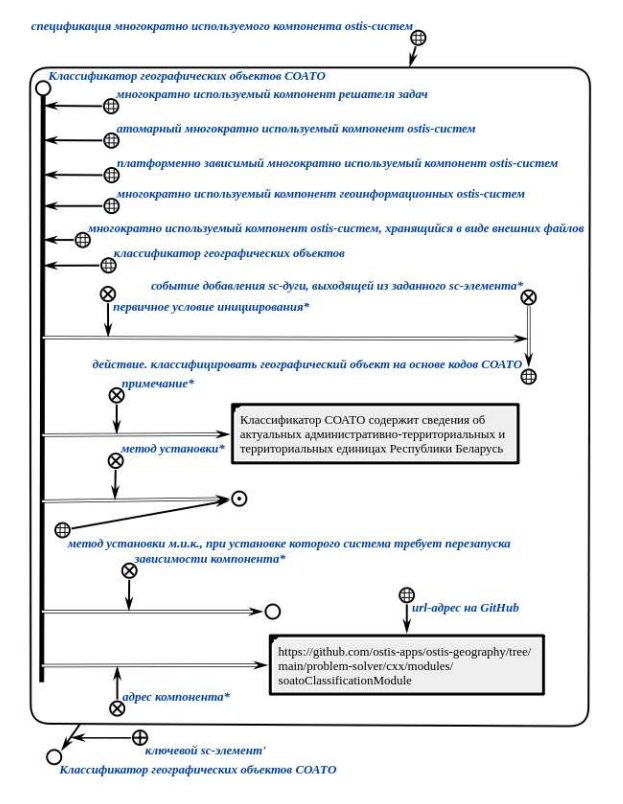 спецификация многократно используемого компонента ostis-систем
Классификатор географических объектов СОАТО
многократно используемый компонент решателя задач
атомарный многократно используемый компонент ostis-систем
платформенно зависимый многократно используемый компонент ostis-систем
многократно используемый компонент геоинформационных ostis-систем
многократно используемый компонент ostis-систем, хранящийся в виде внешних файлов
классификатор географических объектов
событие добавления sc-дуги, выходящей из заданного sc-элемента*
первичное условие инициирования*
действие. классифицировать географический объект на основе кодов СОАТО
примечание*
Классификатор СОАТО содержит сведения об
актуальных административно-территориальных и
территориальных единицах Республики Беларусь
метод установки*
метод установки м.и.к., при установке которого система требует перезапуска
зависимости компонента*
url-адрес на GitHub
https://github.com/ostis-apps/ostis-geography/tree/
main/problem-solver/cxx/modules/
soatoClassificationModule
адрес компонента*
ключевой sc-элемент'
Классификатор географических объектов СОАТО